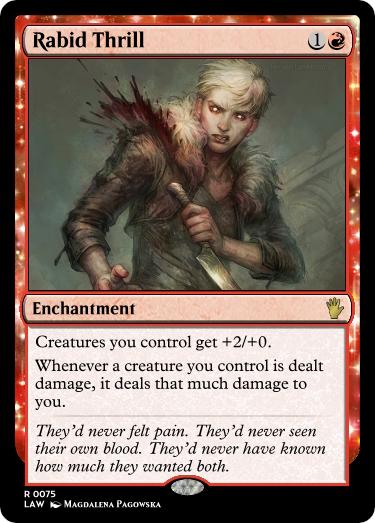 Rabid Thrill 1
Enchantment
Creatures you control get +2/+0.
Whenever a creature you control is dealt
damage, it deals that much damage to
you.
They’d never felt pain. They’d never seen
their own blood. They’d never have known
how much they wanted both.
R 0075
LAW Magdalena Pagowska